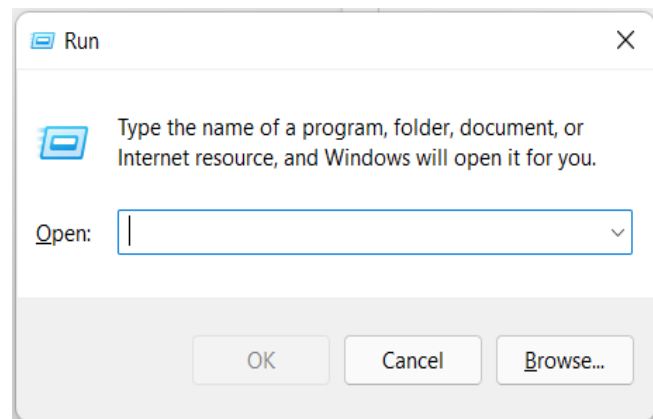 Run
Type the name of a program, folder, document, or
Internet resource, and Windows will open it for you.
Open:
OK Cancel Browse...